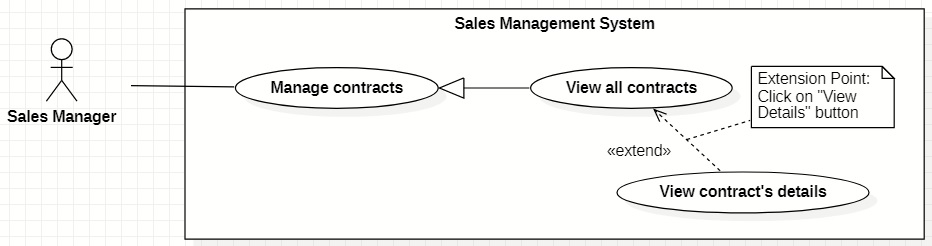 Sales Management System
Sales Manager
Manage contracts
View all contracts
Extension Point:
Click on "View
Details" button
«extend»
View contract's details